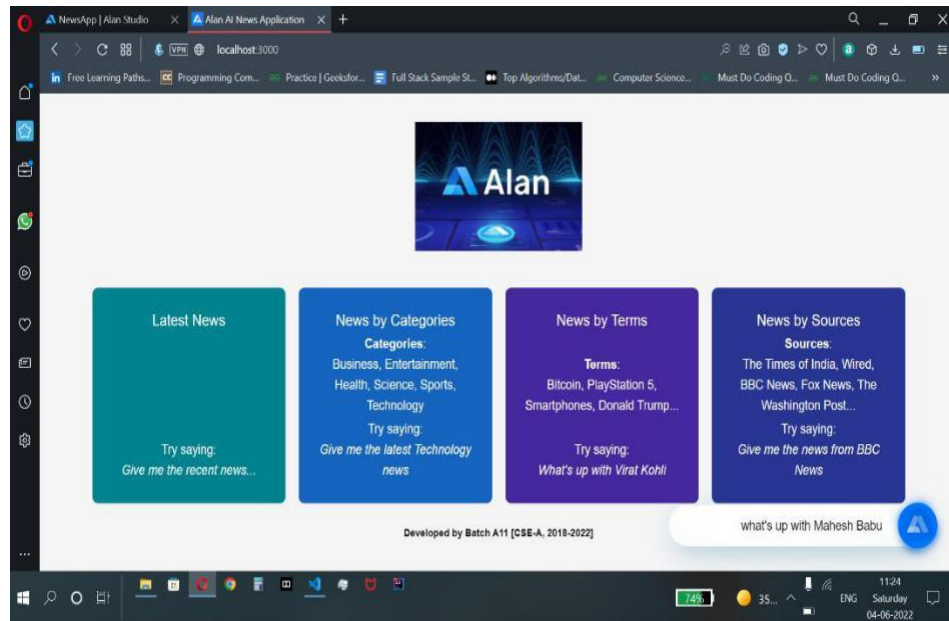 NewsApp | Alan Studio
Alan AI News Application
VPN
localhost:3000
Free Learning Paths...
Programming Com...
Practice | Geeksfor...
Full Stack Sample St...
Top Algorithms/Dat...
Computer Science...
Must Do Coding Q...
Must Do Coding Q...
Alan
Latest News
Try saying:
Give me the recent news...
News by Categories
Categories:
Business, Entertainment,
Health, Science, Sports,
Technology
Try saying:
Give me the latest Technology
news
News by Terms
Terms:
Bitcoin, PlayStation 5,
Smartphones, Donald Trump...
Try saying:
What's up with Virat Kohli
News by Sources
Sources:
The Times of India, Wired,
BBC News, Fox News, The
Washington Post...
Try saying:
Give me the news from BBC
News
Developed by Batch A11 [CSE-A, 2018-2022]
what's up with Mahesh Babu
74%
35...
ENG
11:24
Saturday
04-06-2022